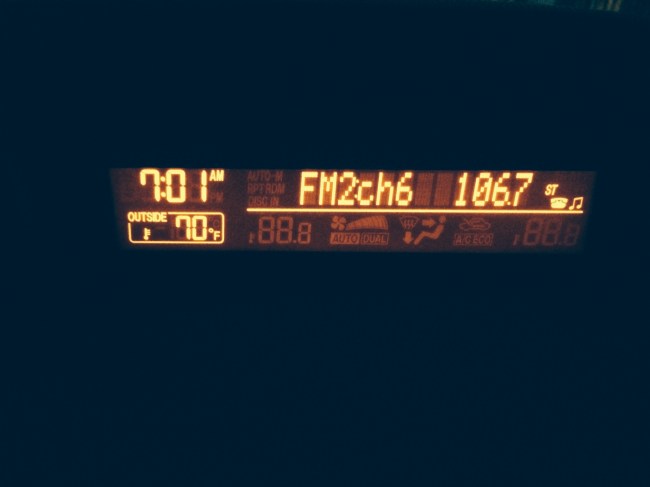 7:01 AM AUTO-M FM2ch6 106.7 ST
PM RPT RDM
DISC IN
OUTSIDE
70°F 88.8 AUTO DUAL A/C ECO 88.8